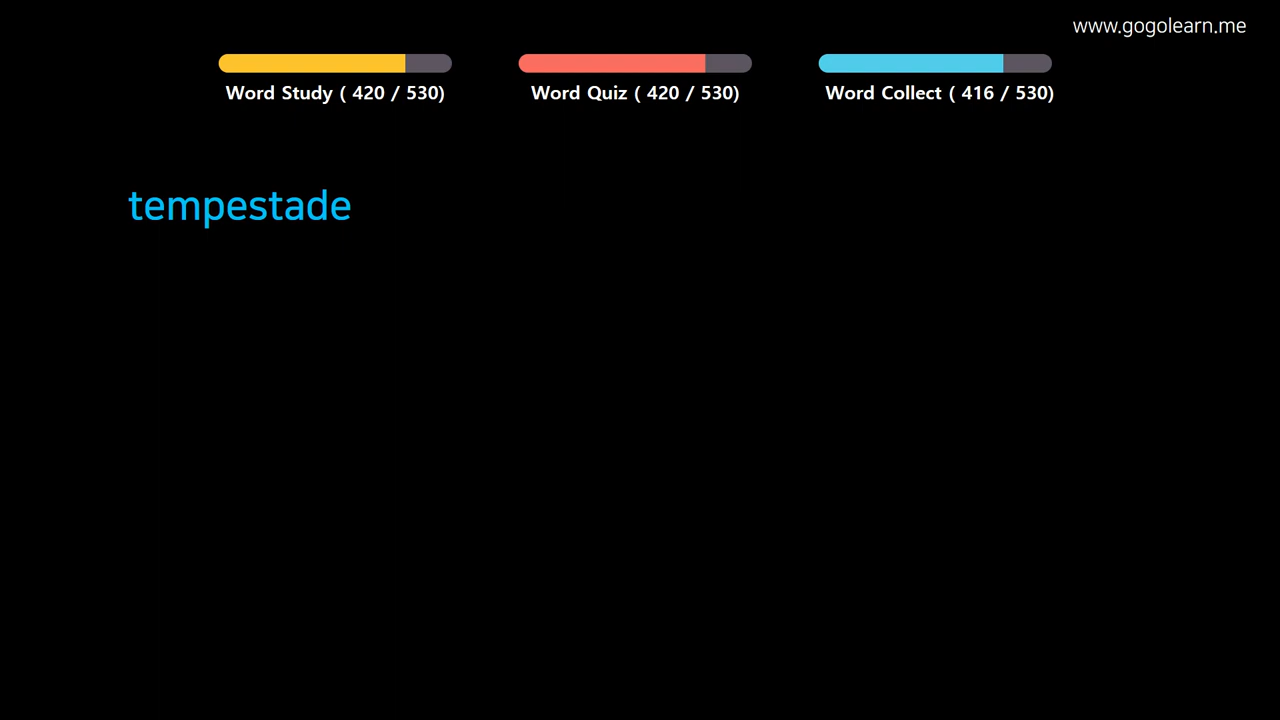 www.gogolearn.me
Word Study ( 420 / 530)
Word Quiz ( 420 / 530)
Word Collect ( 416 / 530)
tempestade